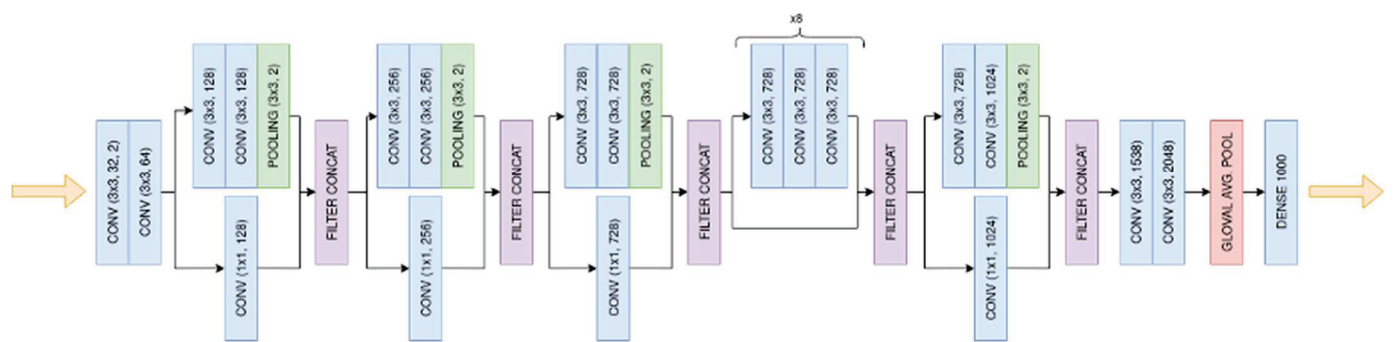 x8
CONV (3x3, 32, 2)
CONV (3x3, 64)
CONV (3x3, 128)
CONV (3x3, 128)
POOLING (3x3, 2)
CONV (1x1, 128)
FILTER CONCAT
CONV (3x3, 256)
CONV (3x3, 256)
POOLING (3x3, 2)
CONV (1x1, 256)
FILTER CONCAT
CONV (3x3, 728)
CONV (3x3, 728)
POOLING (3x3, 2)
CONV (1x1, 728)
FILTER CONCAT
CONV (3x3, 728)
CONV (3x3, 728)
CONV (3x3, 728)
FILTER CONCAT
CONV (3x3, 728)
CONV (3x3, 1024)
POOLING (3x3, 2)
CONV (1x1, 1024)
FILTER CONCAT
CONV (3x3, 1538)
CONV (3x3, 2048)
GLOVAL AVG. POOL
DENSE 1000